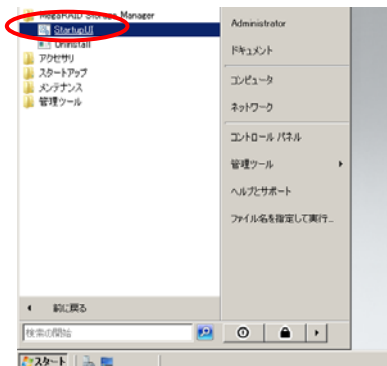 MegaRAID Storage Manager
StartupUI
Uninstall
アクセサリ
スタートアップ
メンテナンス
管理ツール
前に戻る
検索の開始
スタート
Administrator
ドキュメント
コンピュータ
ネットワーク
コントロール パネル
管理ツール
ヘルプとサポート
ファイル名を指定して実行...